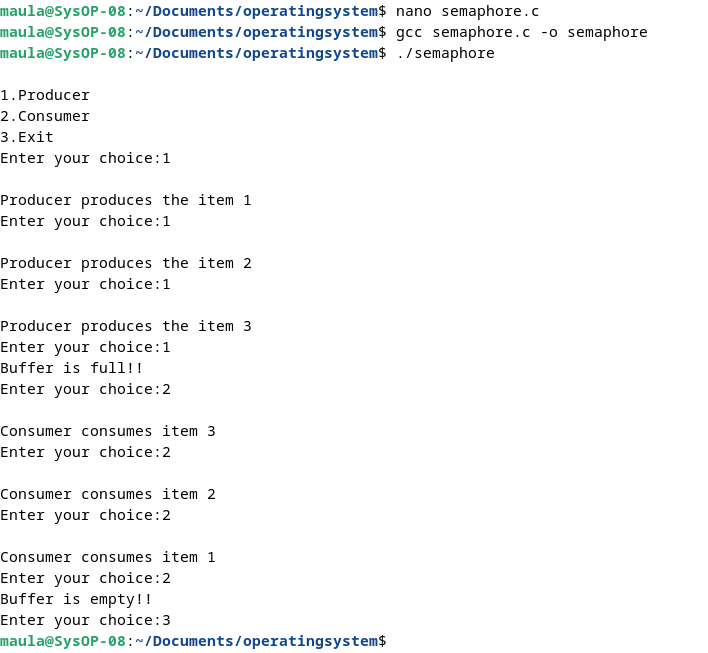 maula@SysOP-08:~/Documents/operatingsystem$ nano semaphore.c
maula@SysOP-08:~/Documents/operatingsystem$ gcc semaphore.c -o semaphore
maula@SysOP-08:~/Documents/operatingsystem$ ./semaphore

1.Producer
2.Consumer
3.Exit
Enter your choice:1

Producer produces the item 1
Enter your choice:1

Producer produces the item 2
Enter your choice:1

Producer produces the item 3
Enter your choice:1
Buffer is full!!
Enter your choice:2

Consumer consumes item 3
Enter your choice:2

Consumer consumes item 2
Enter your choice:2

Consumer consumes item 1
Enter your choice:2
Buffer is empty!!
Enter your choice:3
maula@SysOP-08:~/Documents/operatingsystem$